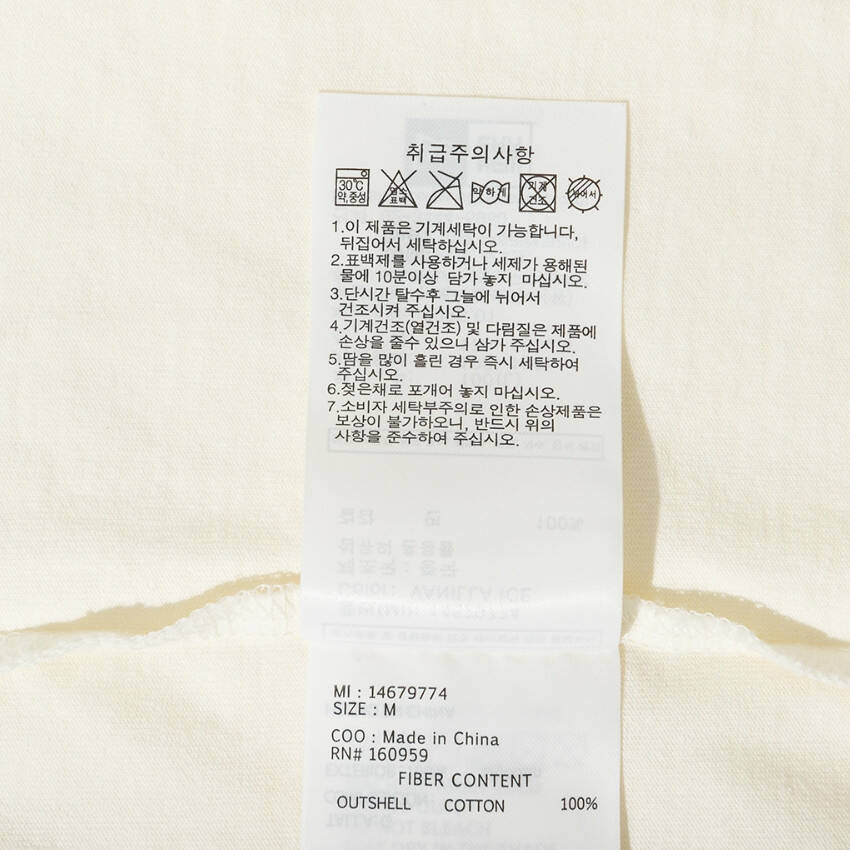 취급주의사항
30℃ 약,중성
염소 표백
약하게
기계 건조
뉘어서
1.이 제품은 기계세탁이 가능합니다,
뒤집어서 세탁하십시오.
2.표백제를 사용하거나 세제가 용해된
물에 10분이상 담가 놓지 마십시오.
3.단시간 탈수후 그늘에 뉘어서
건조시켜 주십시오.
4.기계건조(열건조) 및 다림질은 제품에
손상을 줄수 있으니 삼가 주십시오.
5.땀을 많이 흘린 경우 즉시 세탁하여
주십시오.
6.젖은채로 포개어 놓지 마십시오.
7.소비자 세탁부주의로 인한 손상제품은
보상이 불가하오니, 반드시 위의
사항을 준수하여 주십시오.
MI : 14679774
SIZE : M
COO : Made in China
RN# 160959
FIBER CONTENT
OUTSHELL COTTON 100%